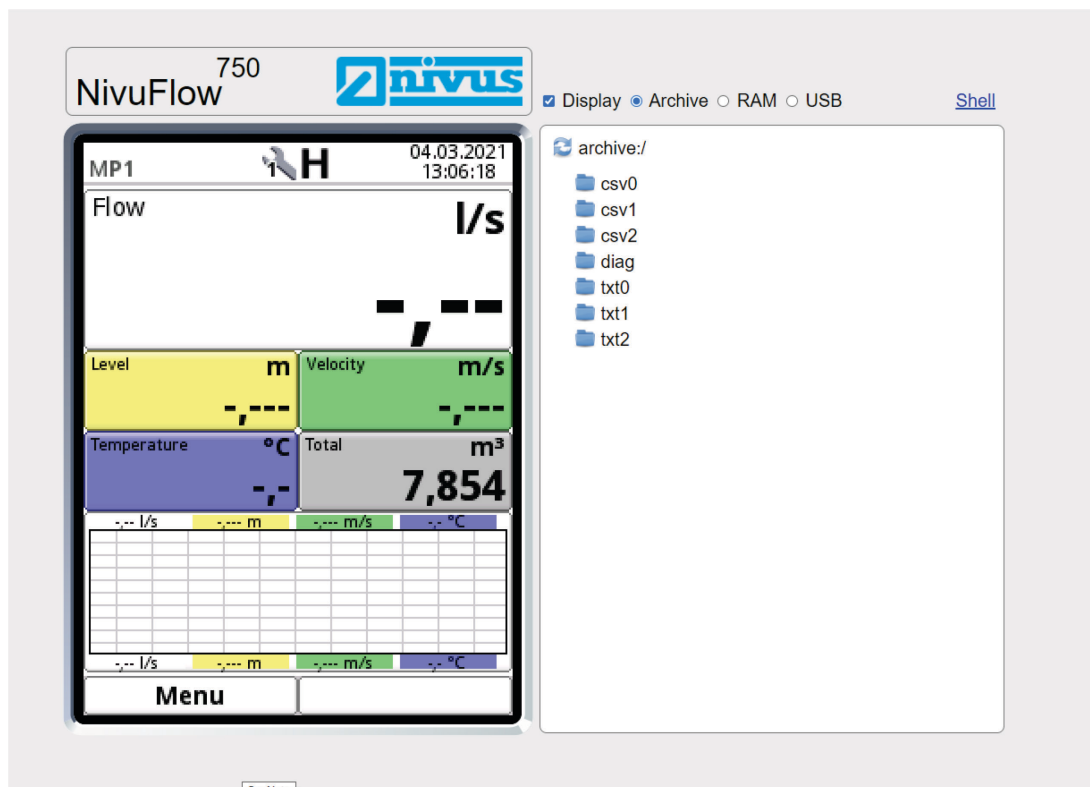 750
NivuFlow
nivus
Display Archive RAM USB Shell
MP1
1 H
04.03.2021
13:06:18
Flow l/s
-,--
Level m
-,---
Velocity m/s
-,---
Temperature °C
-,-
Total m³
7,854
-,-- l/s -,--- m -,--- m/s -,- °C
-,-- l/s -,--- m -,--- m/s -,- °C
Menu
archive:/
csv0
csv1
csv2
diag
txt0
txt1
txt2